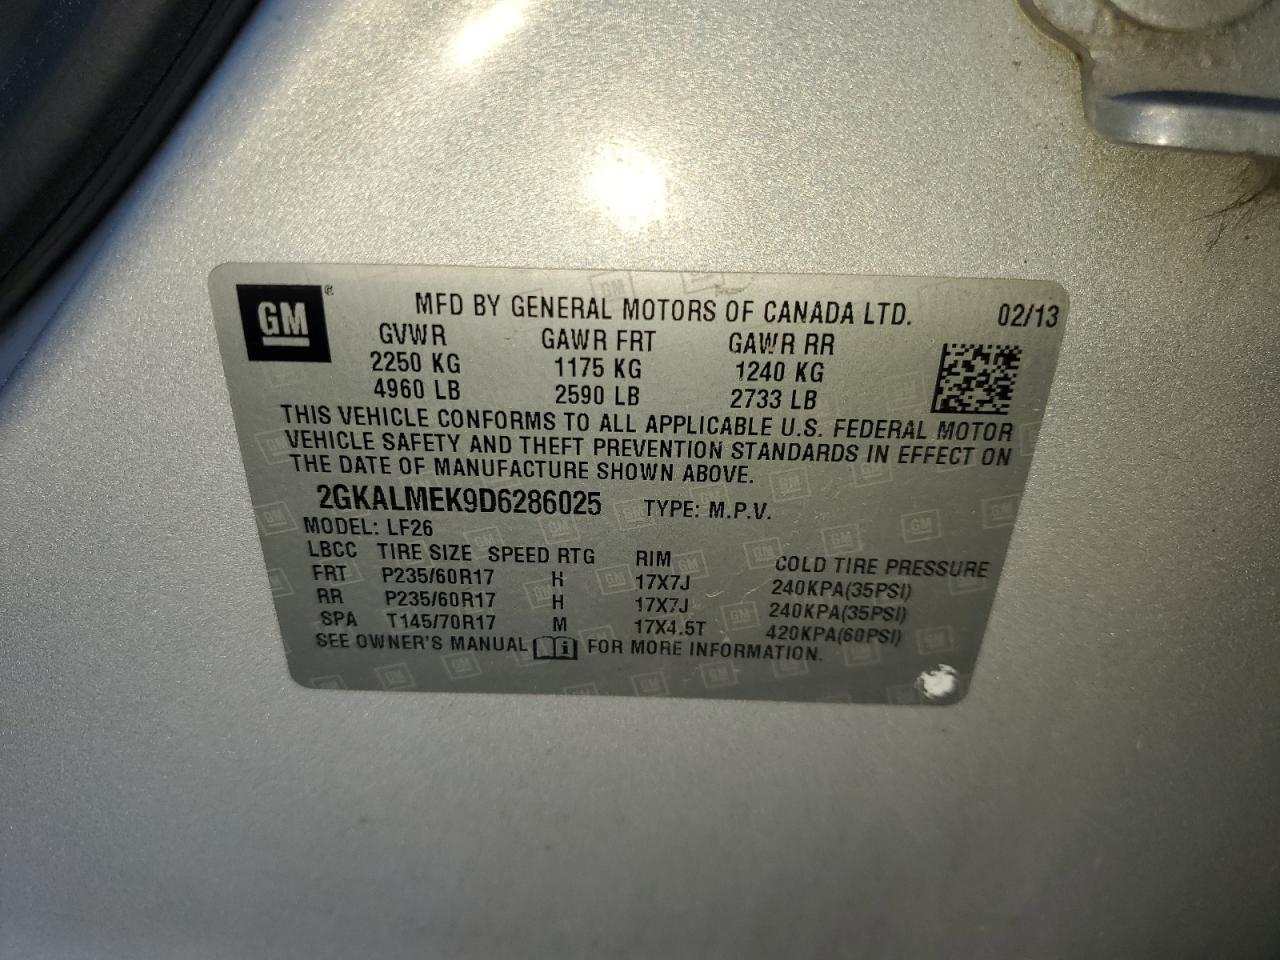 GM ® MFD BY GENERAL MOTORS OF CANADA LTD. 02/13
GVWR GAWR FRT GAWR RR
2250 KG 1175 KG 1240 KG
4960 LB 2590 LB 2733 LB
THIS VEHICLE CONFORMS TO ALL APPLICABLE U.S. FEDERAL MOTOR
VEHICLE SAFETY AND THEFT PREVENTION STANDARDS IN EFFECT ON
THE DATE OF MANUFACTURE SHOWN ABOVE.
2GKALMEK9D6286025 TYPE: M.P.V.
MODEL: LF26
LBCC TIRE SIZE SPEED RTG RIM COLD TIRE PRESSURE
FRT P235/60R17 H 17X7J 240KPA(35PSI)
RR P235/60R17 H 17X7J 240KPA(35PSI)
SPA T145/70R17 M 17X4.5T 420KPA(60PSI)
SEE OWNER'S MANUAL i FOR MORE INFORMATION.